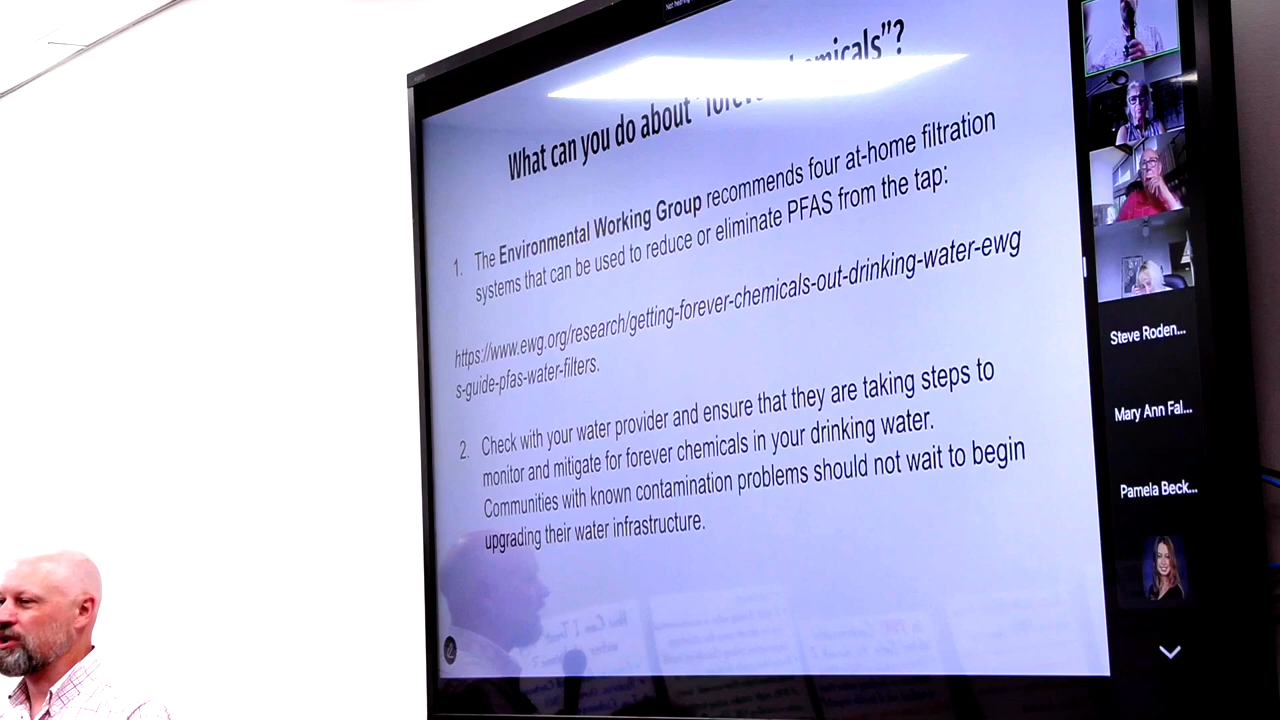 Not hearing
What can you do about "forever chemicals"?
1. The Environmental Working Group recommends four at-home filtration
systems that can be used to reduce or eliminate PFAS from the tap:
https://www.ewg.org/research/getting-forever-chemicals-out-drinking-water-ewg
s-guide-pfas-water-filters.
2. Check with your water provider and ensure that they are taking steps to
monitor and mitigate for forever chemicals in your drinking water.
Communities with known contamination problems should not wait to begin
upgrading their water infrastructure.
Steve Roden...
Mary Ann Fal...
Pamela Beck...